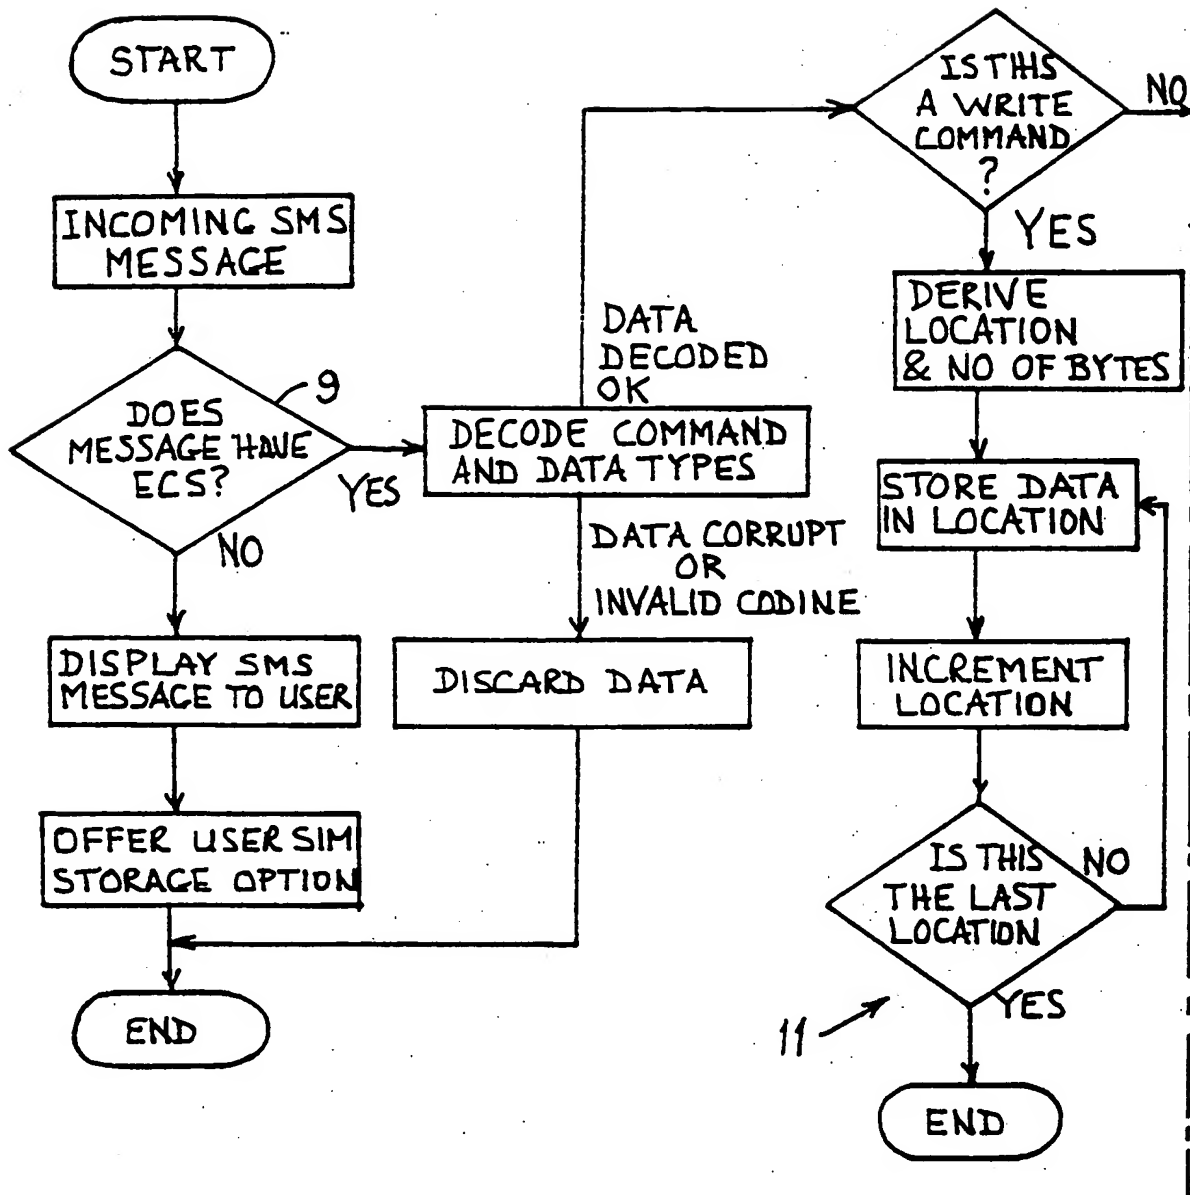 START
INCOMING SMS
MESSAGE
9
DOES
MESSAGE HAVE
ECS?
YES
NO
DISPLAY SMS
MESSAGE TO USER
OFFER USER SIM
STORAGE OPTION
END
DATA
DECODED
OK
DECODE COMMAND
AND DATA TYPES
DATA CORRUPT
OR
INVALID CODINE
DISCARD DATA
IS THIS
A WRITE
COMMAND
?
NO
YES
DERIVE
LOCATION
& NO OF BYTES
STORE DATA
IN LOCATION
INCREMENT
LOCATION
IS THIS
THE LAST
LOCATION
NO
YES
11
END